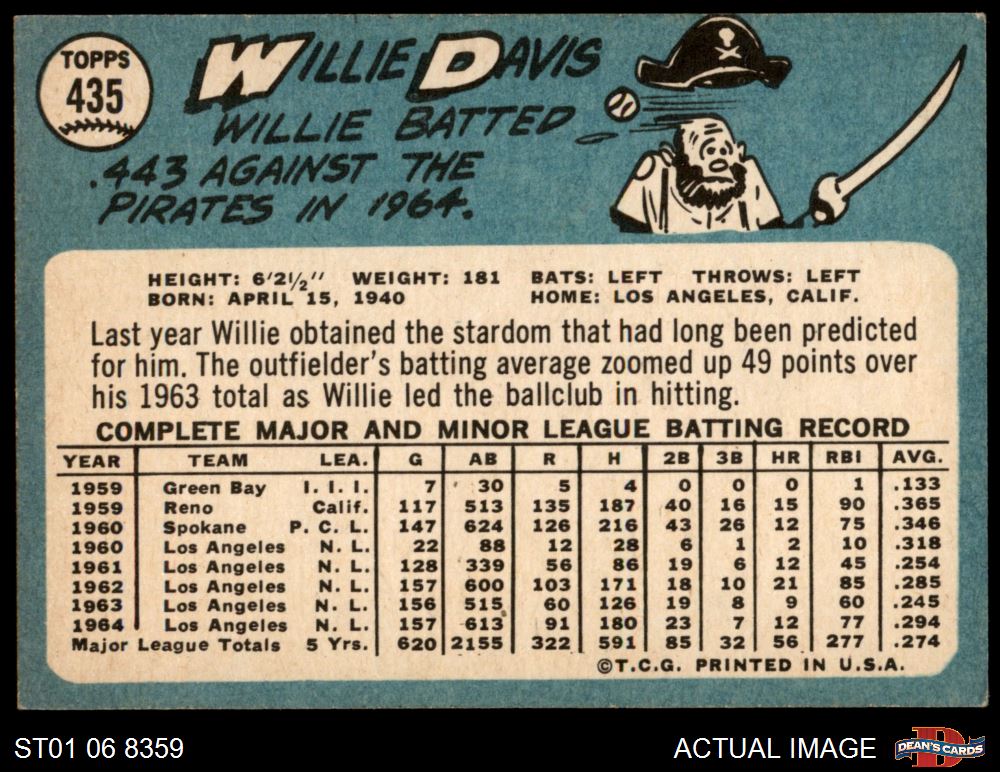 TOPPS
435
WILLIE DAVIS
WILLIE BATTED
.443 AGAINST THE
PIRATES IN 1964.
HEIGHT: 6'2½" WEIGHT: 181 BATS: LEFT THROWS: LEFT
BORN: APRIL 15, 1940 HOME: LOS ANGELES, CALIF.
Last year Willie obtained the stardom that had long been predicted
for him. The outfielder's batting average zoomed up 49 points over
his 1963 total as Willie led the ballclub in hitting.
COMPLETE MAJOR AND MINOR LEAGUE BATTING RECORD
YEAR TEAM LEA. G AB R H 2B 3B HR RBI AVG.
1959 Green Bay I. I. I. 7 30 5 4 0 0 0 1 .133
1959 Reno Calif. 117 513 135 187 40 16 15 90 .365
1960 Spokane P. C. L. 147 624 126 216 43 26 12 75 .346
1960 Los Angeles N. L. 22 88 12 28 6 1 2 10 .318
1961 Los Angeles N. L. 128 339 56 86 19 6 12 45 .254
1962 Los Angeles N. L. 157 600 103 171 18 10 21 85 .285
1963 Los Angeles N. L. 156 515 60 126 19 8 9 60 .245
1964 Los Angeles N. L. 157 613 91 180 23 7 12 77 .294
Major League Totals 5 Yrs. 620 2155 322 591 85 32 56 277 .274
©T.C.G. PRINTED IN U.S.A.
ST01 06 8359
ACTUAL IMAGE
D
DEAN'S CARDS